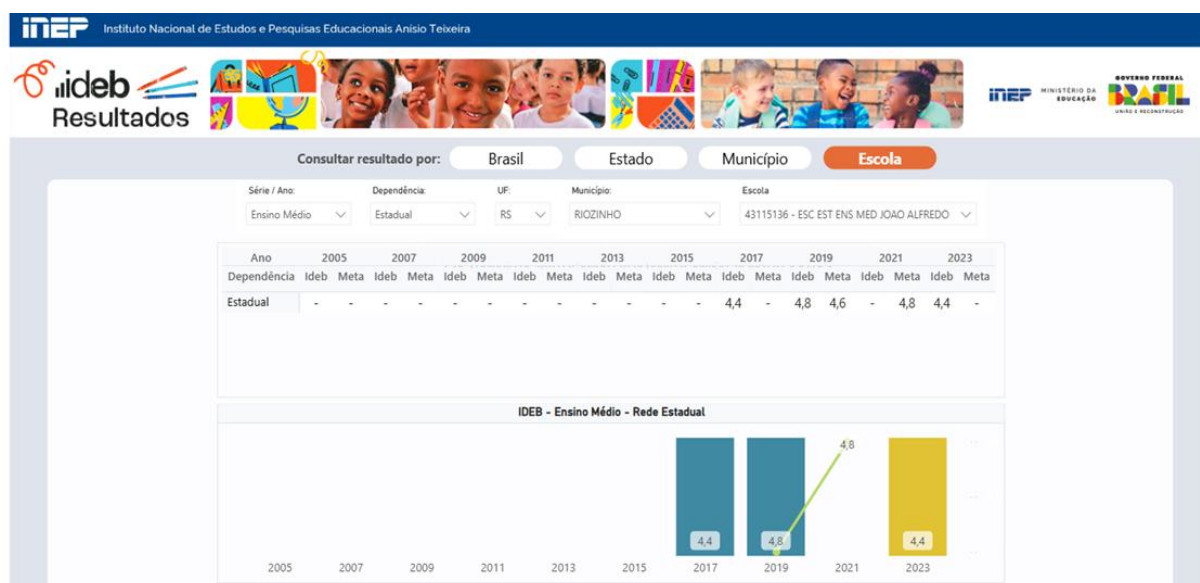 inep Instituto Nacional de Estudos e Pesquisas Educacionais Anísio Teixeira
ideb
Resultados
inep MINISTÉRIO DA EDUCAÇÃO
GOVERNO FEDERAL
BRASIL
UNIÃO E RECONSTRUÇÃO
Consultar resultado por: Brasil Estado Município Escola
Série / Ano: Dependência: UF: Município: Escola
Ensino Médio Estadual RS RIOZINHO 43115136 - ESC EST ENS MED JOAO ALFREDO
Ano 2005 2007 2009 2011 2013 2015 2017 2019 2021 2023
Dependência Ideb Meta Ideb Meta Ideb Meta Ideb Meta Ideb Meta Ideb Meta Ideb Meta Ideb Meta Ideb Meta Ideb Meta
Estadual - - - - - - - - - - - - 4,4 - 4,8 4,6 - 4,8 4,4 -
IDEB - Ensino Médio - Rede Estadual
4,8
4,4 4,8 4,4
2005 2007 2009 2011 2013 2015 2017 2019 2021 2023